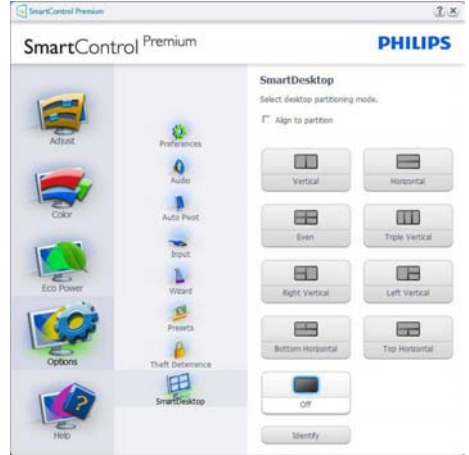 SmartControl Premium
SmartControl Premium
PHILIPS
Adjust
Color
Eco Power
Options
Help
Preferences
Audio
Auto Pivot
Input
Wizard
Presets
Theft Deterrence
SmartDesktop
SmartDesktop
Select desktop partitioning mode.
Align to partition
Vertical
Horizontal
Even
Triple Vertical
Right Vertical
Left Vertical
Bottom Horizontal
Top Horizontal
Off
Identify